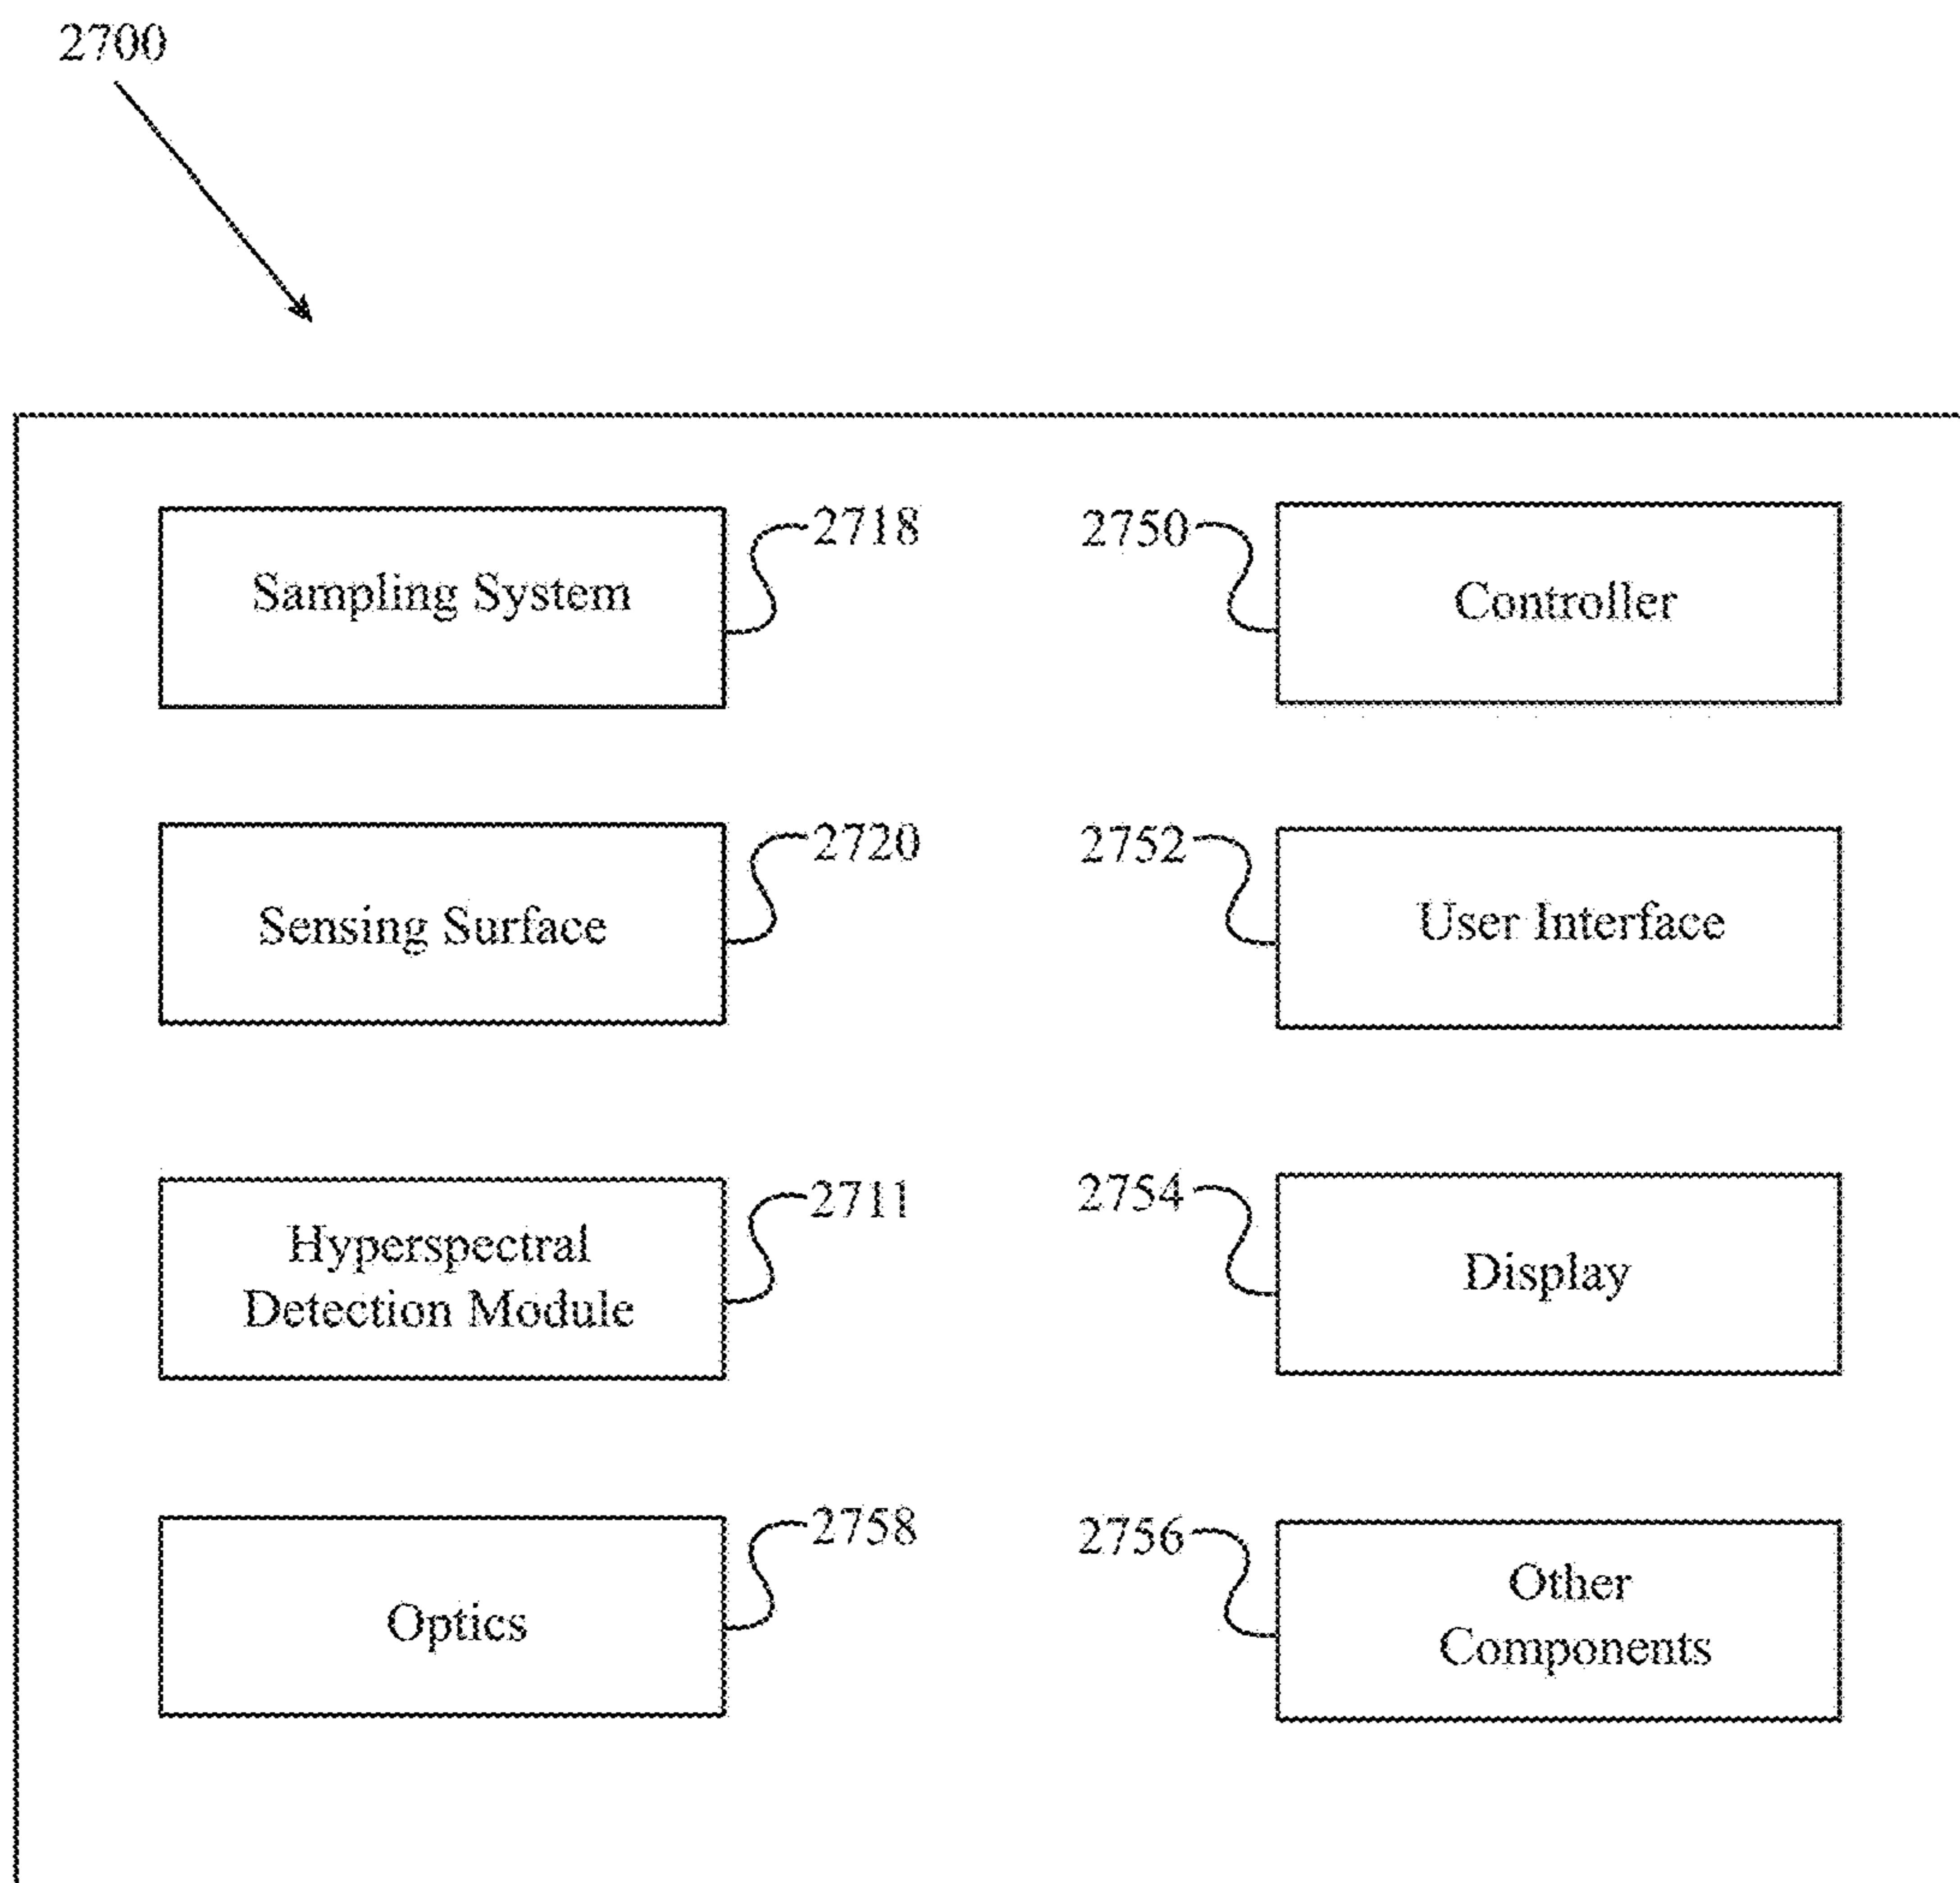 2700
Sampling System
2718
2750
Controller
Sensing Surface
2720
2752
User Interface
Hyperspectral
Detection Module
2711
2754
Display
Optics
2758
2756
Other
Components